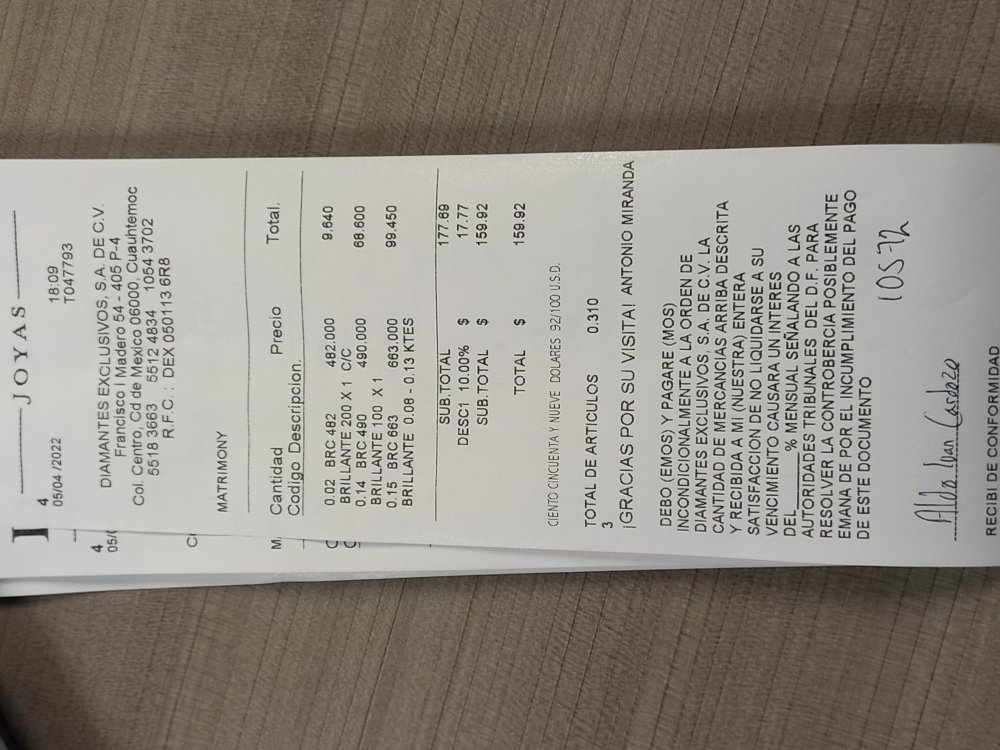 JOYAS
4
05/04 /2022 18:09
T047793
DIAMANTES EXCLUSIVOS, S.A. DE C.V.
Francisco I Madero 54 - 405 P-4
Col. Centro, Cd de Mexico 06000, Cuauhtemoc
5518 3663 5512 4834 1054 3702
R.F.C. : DEX 050113 6R8
MATRIMONY
Cantidad Precio Total.
Codigo Descripcion.
0.02 BRC 482 482.000 9.640
BRILLANTE 200 X 1 C/C
0.14 BRC 490 490.000 68.600
BRILLANTE 100 X 1
0.15 BRC 663 663.000 99.450
BRILLANTE 0.08 - 0.13 KTES
SUB.TOTAL 177.69
DESC1 10.00% $ 17.77
SUB.TOTAL $ 159.92
TOTAL $ 159.92
CIENTO CINCUENTA Y NUEVE DOLARES 92/100 U.S.D.
TOTAL DE ARTICULOS 0.310
3
¡GRACIAS POR SU VISITA! ANTONIO MIRANDA
DEBO (EMOS) Y PAGARE (MOS)
INCONDICIONALMENTE A LA ORDEN DE
DIAMANTES EXCLUSIVOS, S.A. DE C.V. LA
CANTIDAD DE MERCANCIAS ARRIBA DESCRITA
Y RECIBIDA A MI (NUESTRA) ENTERA
SATISFACCION DE NO LIQUIDARSE A SU
VENCIMIENTO CAUSARA UN INTERES
DEL______% MENSUAL SEÑALANDO A LAS
AUTORIDADES TRIBUNALES DEL D.F. PARA
RESOLVER LA CONTROBERCIA POSIBLEMENTE
EMANA DE POR EL INCUMPLIMIENTO DEL PAGO
DE ESTE DOCUMENTO
10572
Aldo Ivan
RECIBI DE CONFORMIDAD
4
05/